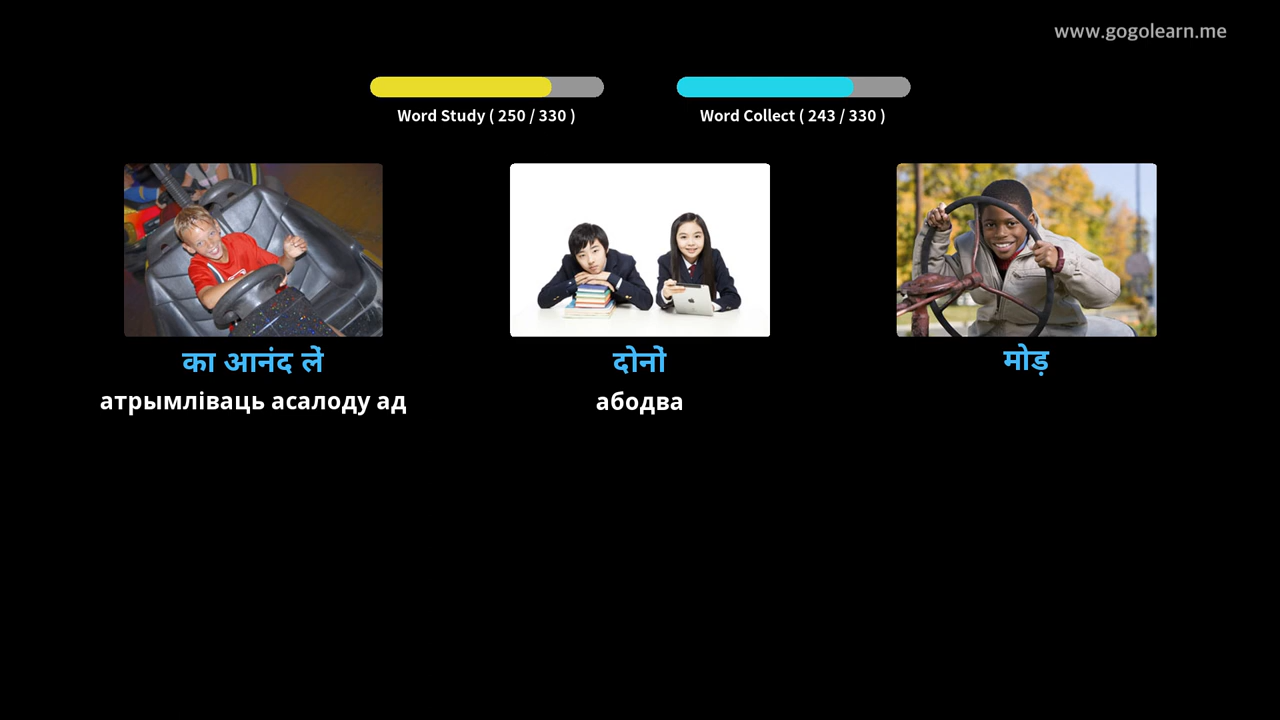 www.gogolearn.me
Word Study ( 250 / 330 )
Word Collect ( 243 / 330 )
का आनंद लें
दोनों
मोड़
атрымліваць асалоду ад
абодва